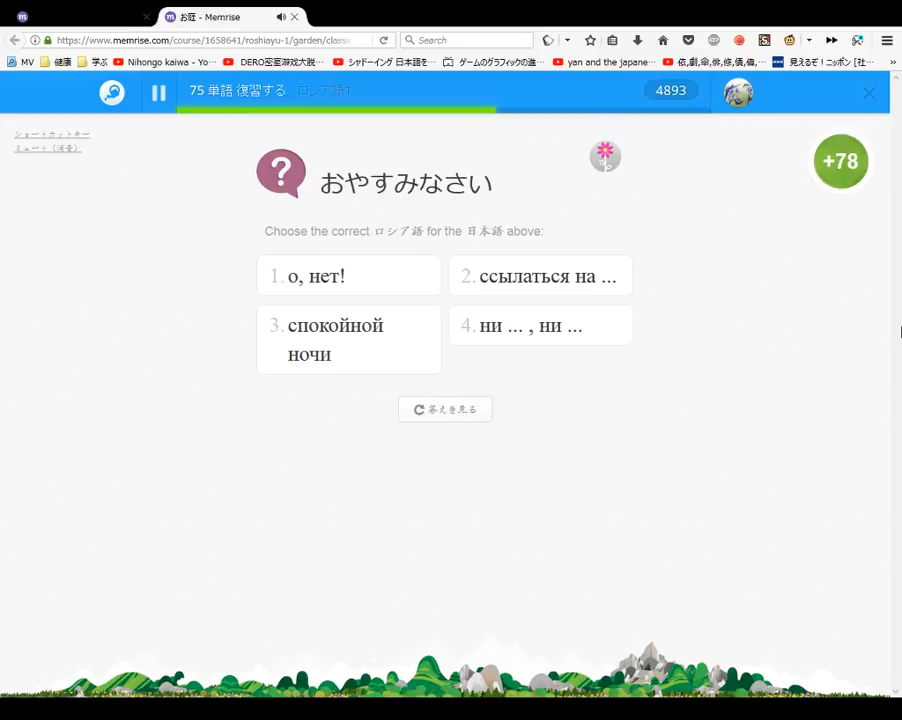 お庭 - Memrise
https://www.memrise.com/course/1658641/roshiayu-1/garden/classic
Search
MV
健康
学ぶ
Nihongo kaiwa - Yo…
DERO密室游戏大脱…
シャドーイング 日本語を…
ゲームのグラフィックの進…
yan and the japane…
依,劇,傘,修,債,傷,…
見えるぞ！ニッポン [社…
75 単語 復習する
ロシア語1
4893
ショートカットキー
ミュート（消音）
+78
?
おやすみなさい
Choose the correct ロシア語 for the 日本語 above:
1. о, нет!
2. ссылаться на ...
3. спокойной
ночи
4. ни ... , ни ...
答えを見る